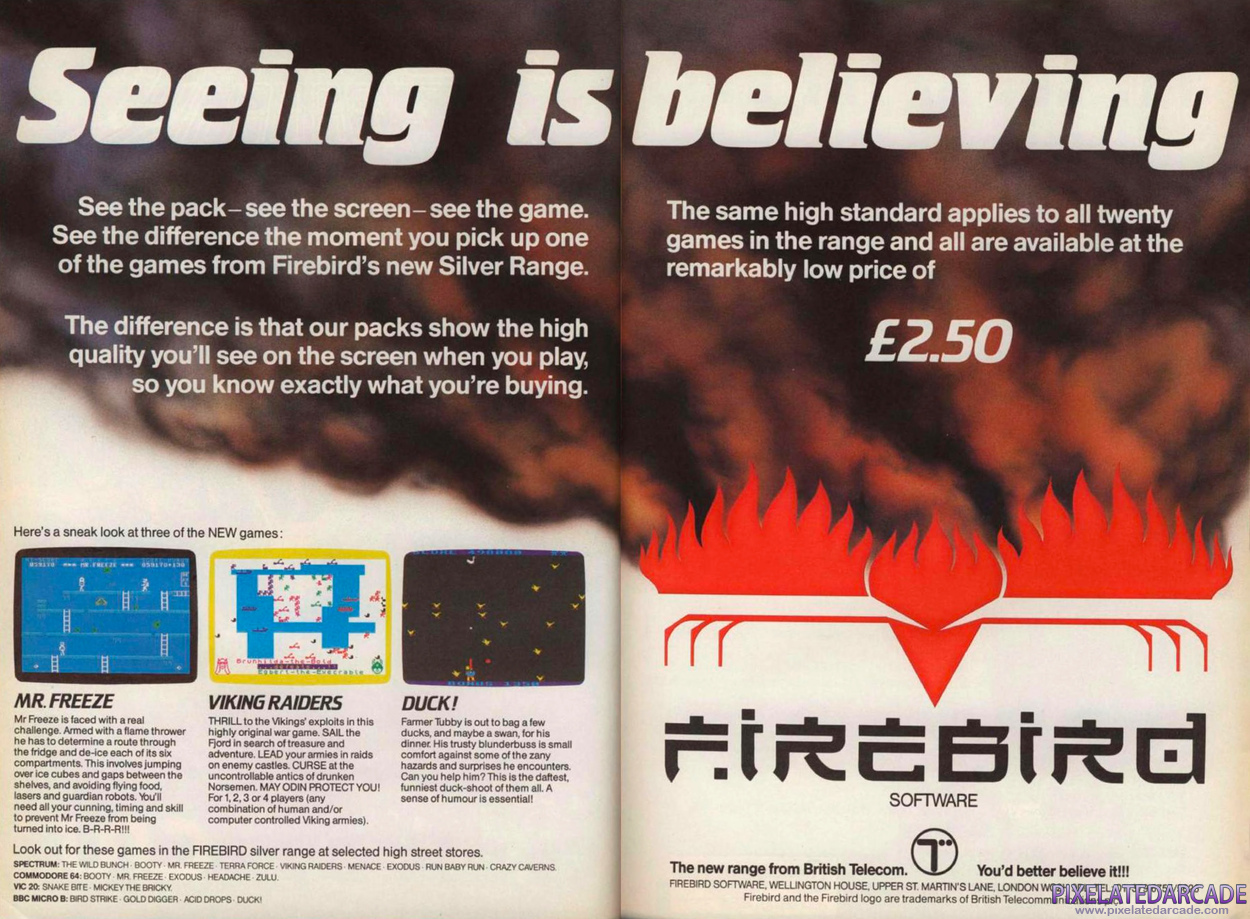 Seeing is believing
See the pack–see the screen–see the game.
See the difference the moment you pick up one
of the games from Firebird's new Silver Range.
The difference is that our packs show the high
quality you'll see on the screen when you play,
so you know exactly what you're buying.
The same high standard applies to all twenty
games in the range and all are available at the
remarkably low price of
£2.50
Here's a sneak look at three of the NEW games:
MR. FREEZE
Brunhilda-the-Bold
Egbert-the-Execrable
MR. FREEZE
Mr Freeze is faced with a real
challenge. Armed with a flame thrower
he has to determine a route through
the fridge and de-ice each of its six
compartments. This involves jumping
over ice cubes and gaps between the
shelves, and avoiding flying food,
lasers and guardian robots. You'll
need all your cunning, timing and skill
to prevent Mr Freeze from being
turned into ice. B-R-R-R!!!
VIKING RAIDERS
THRILL to the Vikings' exploits in this
highly original war game. SAIL the
Fjord in search of treasure and
adventure. LEAD your armies in raids
on enemy castles. CURSE at the
uncontrollable antics of drunken
Norsemen. MAY ODIN PROTECT YOU!
For 1, 2, 3 or 4 players (any
combination of human and/or
computer controlled Viking armies).
DUCK!
Farmer Tubby is out to bag a few
ducks, and maybe a swan, for his
dinner. His trusty blunderbuss is small
comfort against some of the zany
hazards and surprises he encounters.
Can you help him? This is the daftest,
funniest duck-shoot of them all. A
sense of humour is essential!
Look out for these games in the FIREBIRD silver range at selected high street stores.
SPECTRUM: THE WILD BUNCH · BOOTY · MR. FREEZE · TERRA FORCE · VIKING RAIDERS · MENACE · EXODUS · RUN BABY RUN · CRAZY CAVERNS.
COMMODORE 64: BOOTY · MR. FREEZE · EXODUS · HEADACHE · ZULU.
VIC 20: SNAKE BITE · MICKEY THE BRICKY.
BBC MICRO B: BIRD STRIKE · GOLD DIGGER · ACID DROPS · DUCK!
FIREBIRD
SOFTWARE
The new range from British Telecom. T You'd better believe it!!!
FIREBIRD SOFTWARE, WELLINGTON HOUSE, UPPER ST. MARTIN'S LANE, LONDON
Firebird and the Firebird logo are trademarks of British
PIXELATEDARCADE
www.pixelatedarcade.com